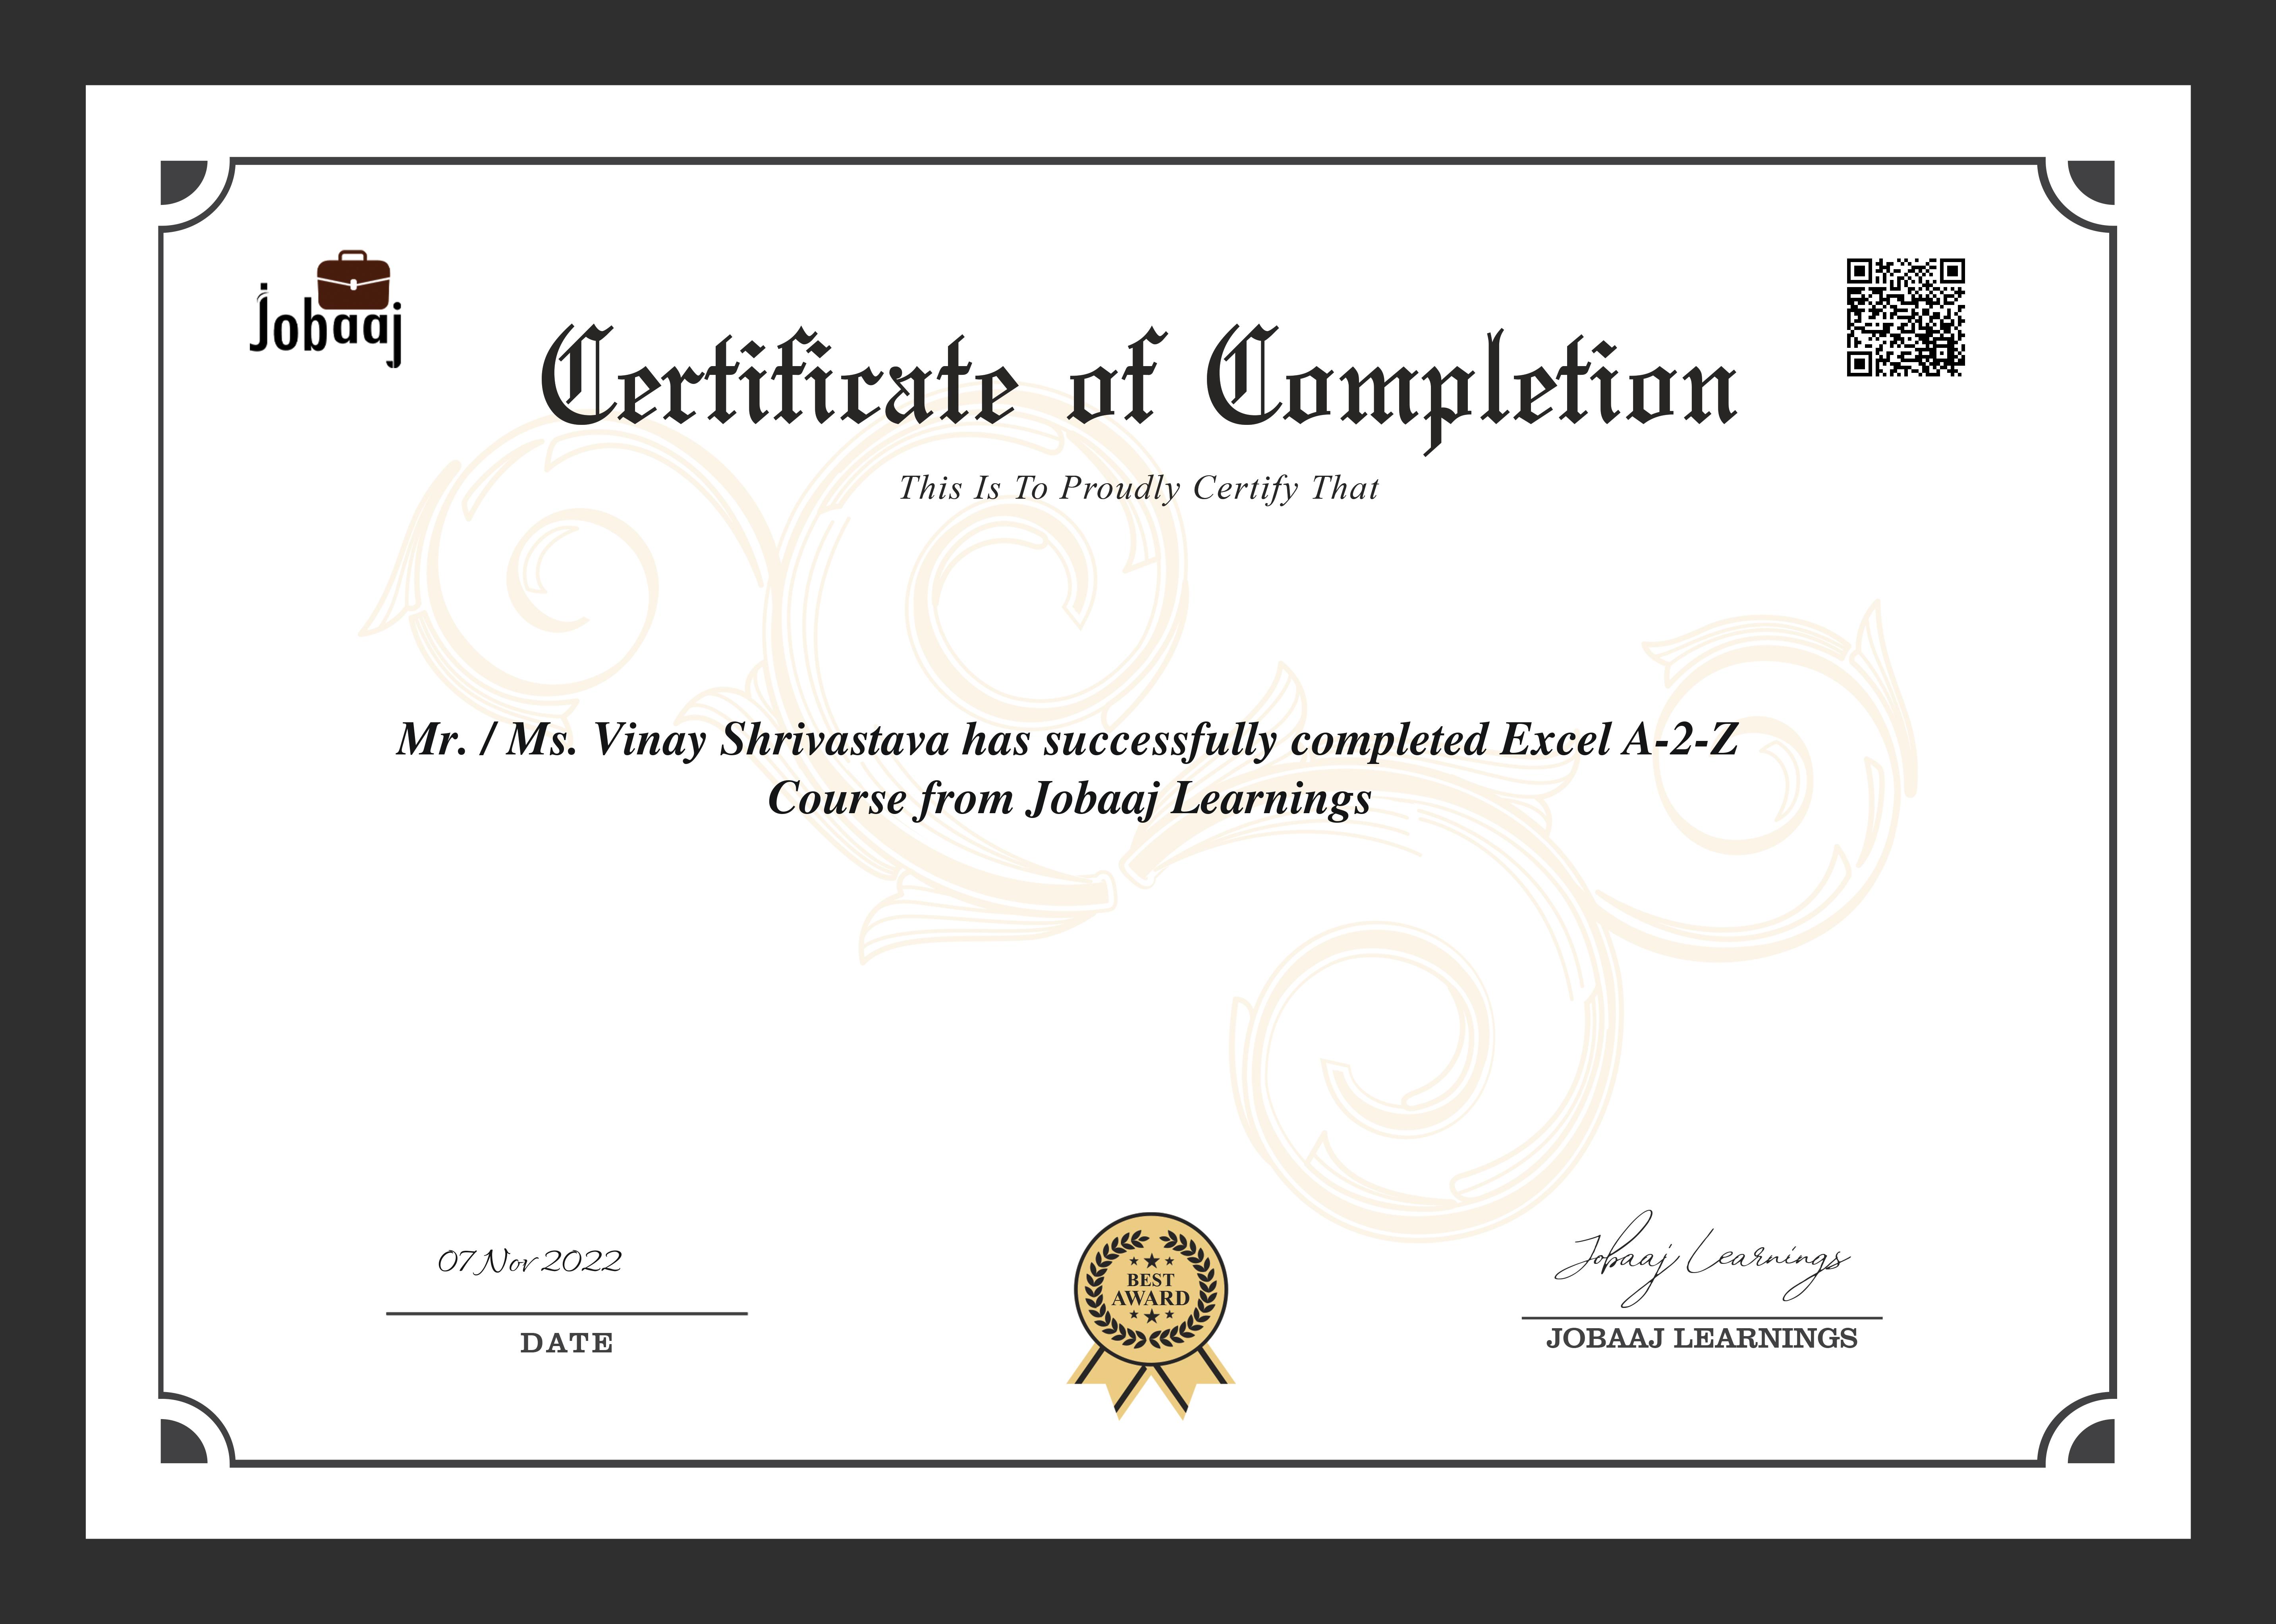 Jobaaj
Certificate of Completion
This Is To Proudly Certify That
Mr. / Ms. Vinay Shrivastava has successfully completed Excel A-2-Z
Course from Jobaaj Learnings
07 Nov 2022
DATE
BEST
AWARD
Jobaaj Learnings
JOBAAJ LEARNINGS